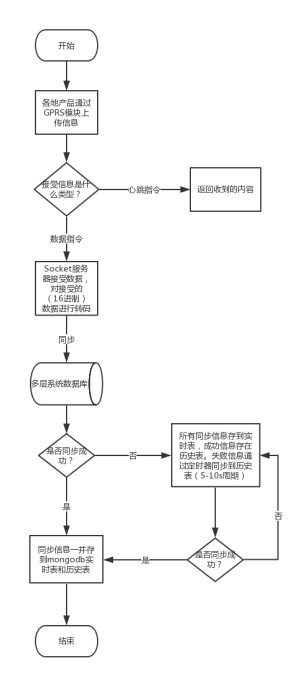 开始
各地产品通过
GPRS模块上
传信息
接受信息是什
么类型？
心跳指令
返回收到的内容
数据指令
Socket服务
器接受数据，
对接受的
（16进制）
数据进行转码
同步
多层系统数据库
是否同步成
功？
否
所有同步信息存到实
时表，成功信息存在
历史表。失败信息通
过定时器同步到历史
表（5-10s周期）
否
是
是否同步成
功？
是
同步信息一并存
到mongodb实
时表和历史表
结束